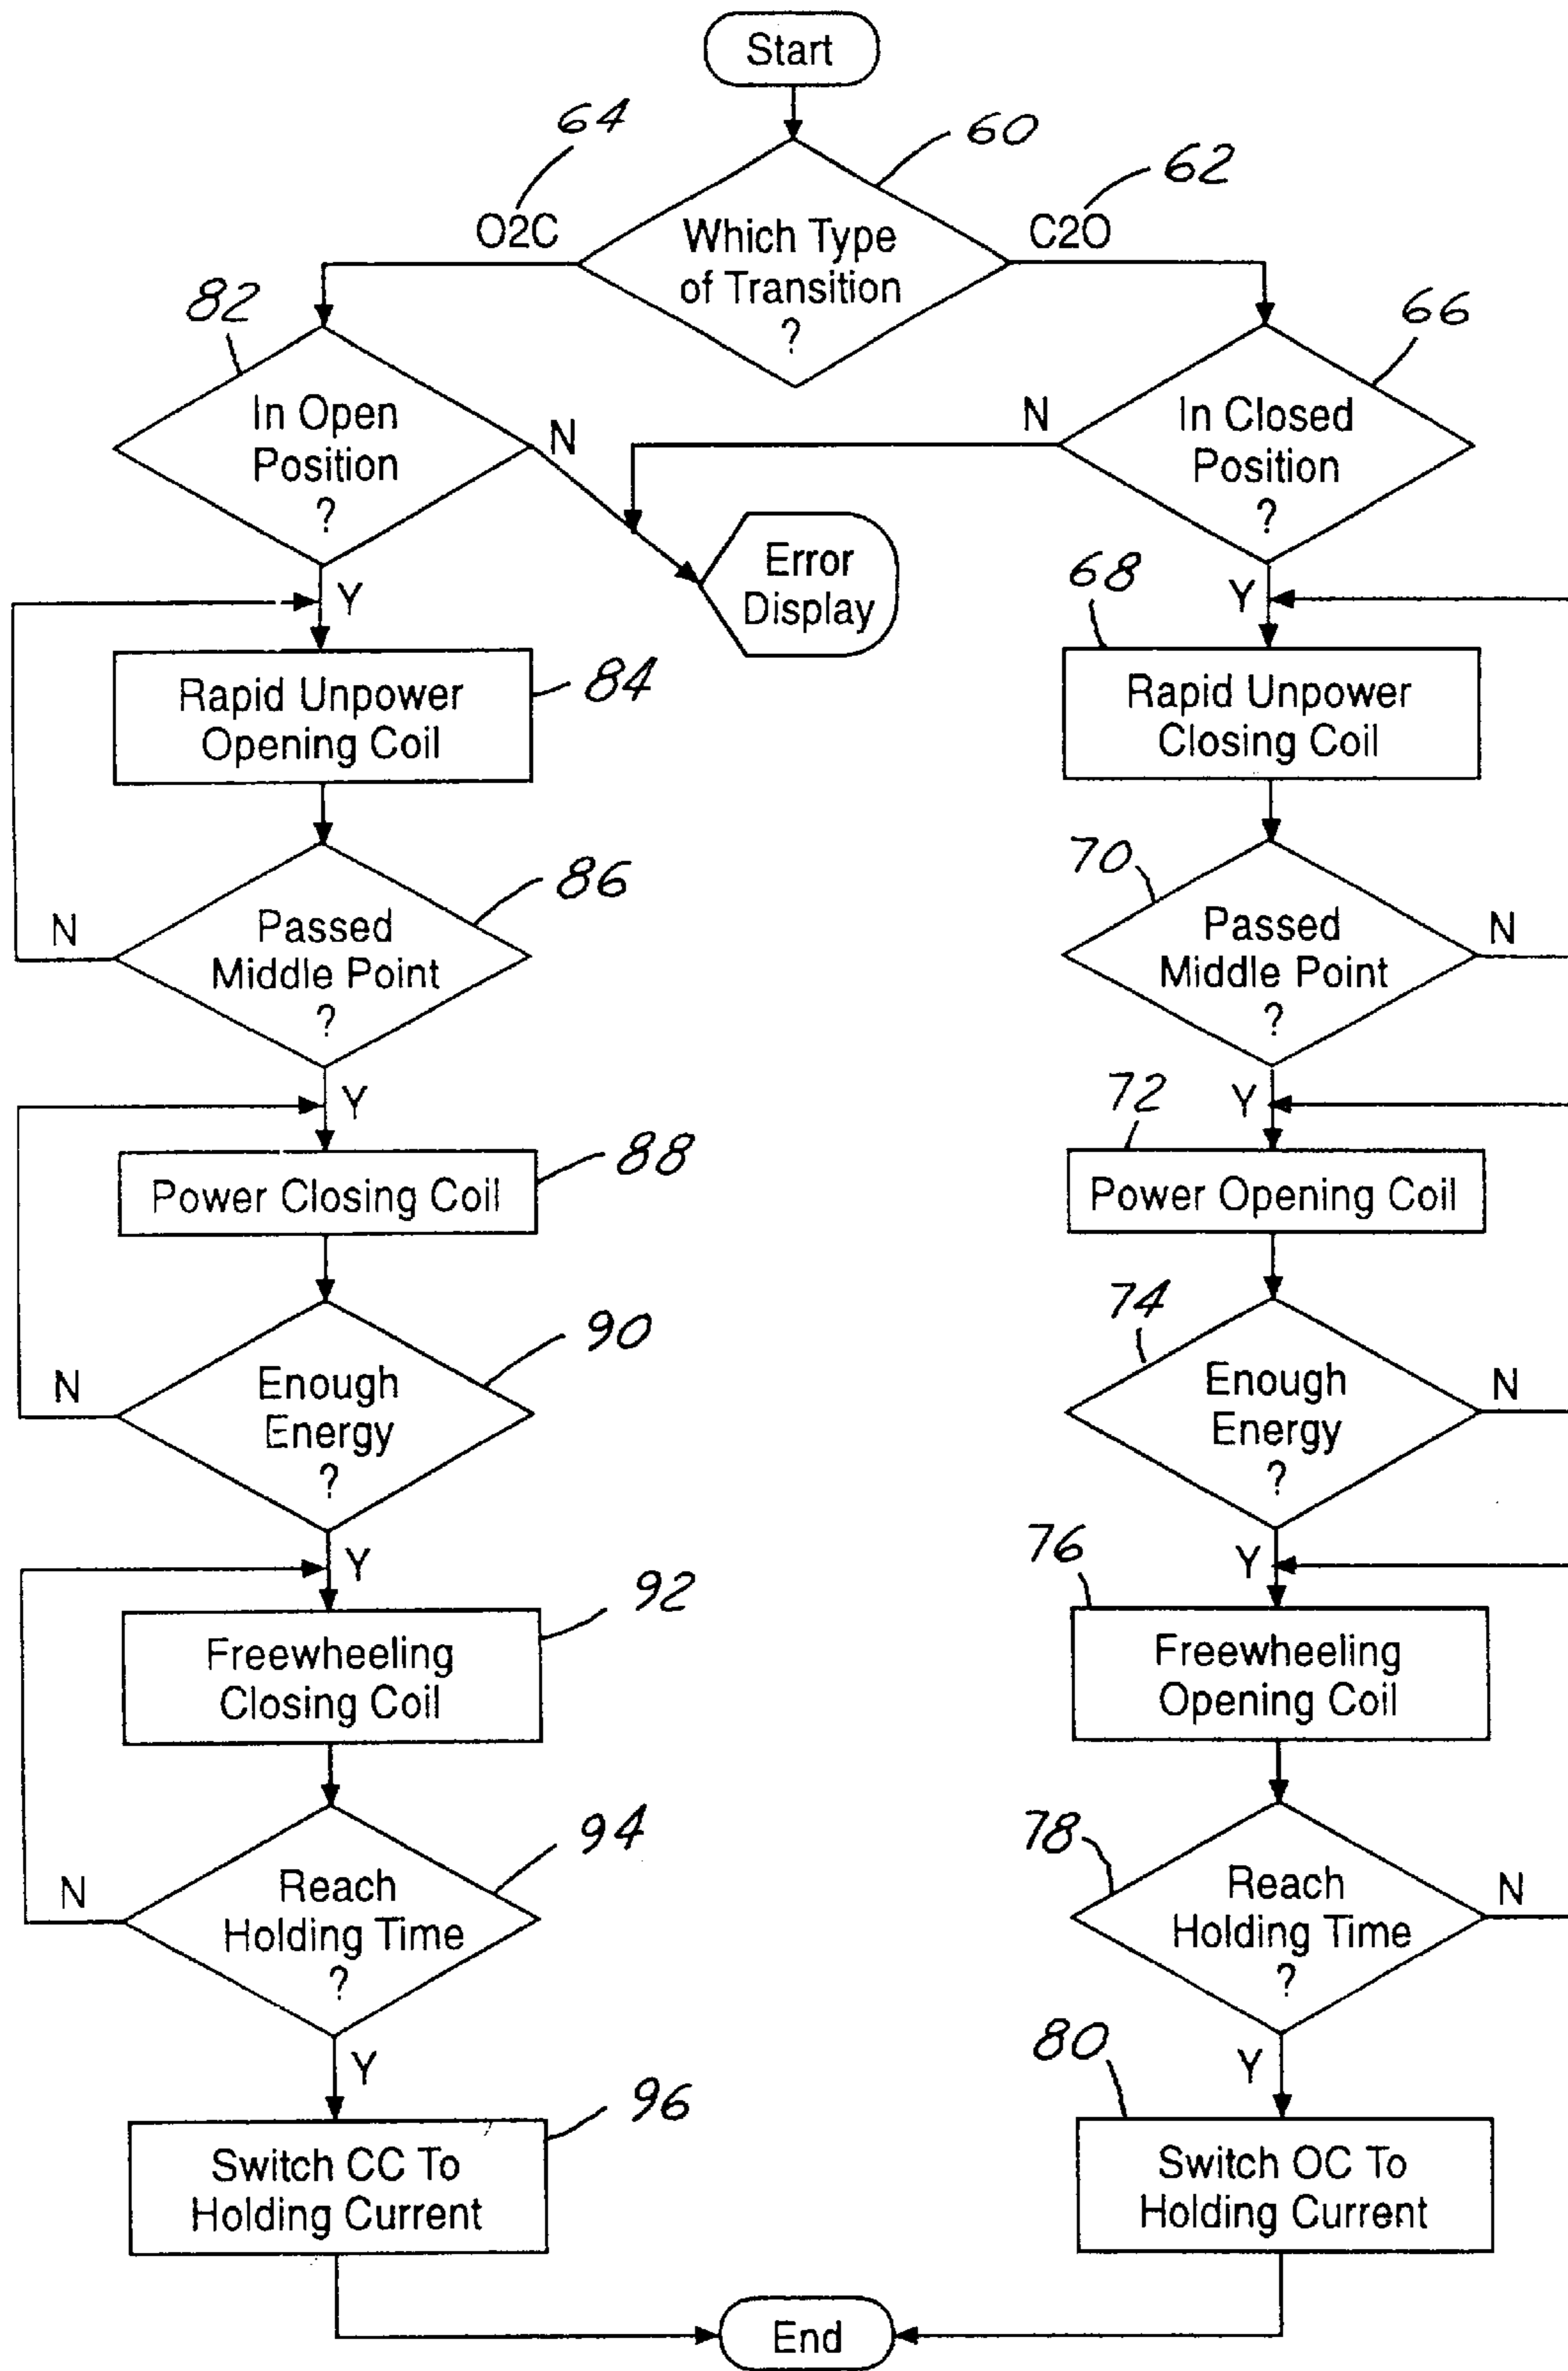 Start
64
60
62
O2C
C2O
Which Type
of Transition
?
82
66
In Open
Position
?
N
N
In Closed
Position
?
Error
Display
Y
68
Y
Rapid Unpower
Opening Coil
84
Rapid Unpower
Closing Coil
86
70
N
Passed
Middle Point
?
Passed
Middle Point
?
N
Y
72
Y
Power Closing Coil
88
Power Opening Coil
90
74
N
Enough
Energy
?
Enough
Energy
?
N
Y
76
Y
Freewheeling
Closing Coil
92
Freewheeling
Opening Coil
94
78
N
Reach
Holding Time
?
Reach
Holding Time
?
N
Y
80
Y
Switch CC To
Holding Current
96
Switch OC To
Holding Current
End